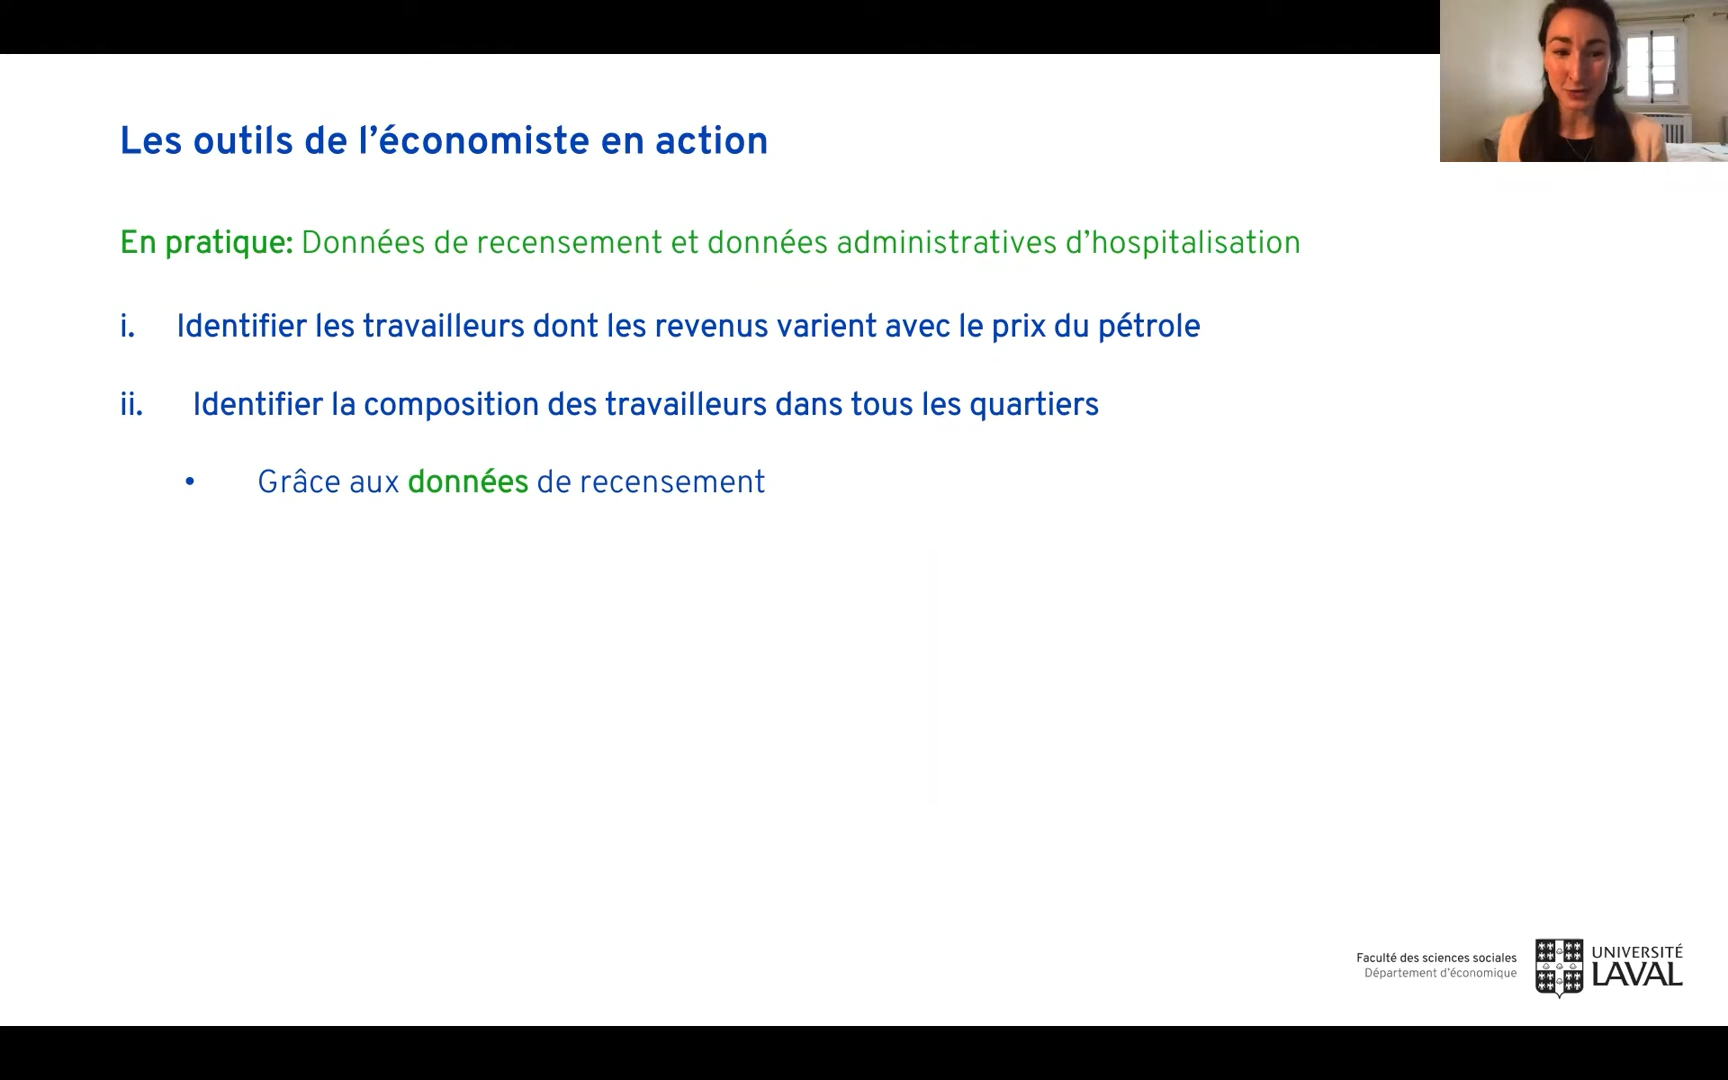 Les outils de l’économiste en action
En pratique: Données de recensement et données administratives d’hospitalisation
i. Identifier les travailleurs dont les revenus varient avec le prix du pétrole
ii. Identifier la composition des travailleurs dans tous les quartiers
• Grâce aux données de recensement
Faculté des sciences sociales
Département d’économique
UNIVERSITÉ
LAVAL